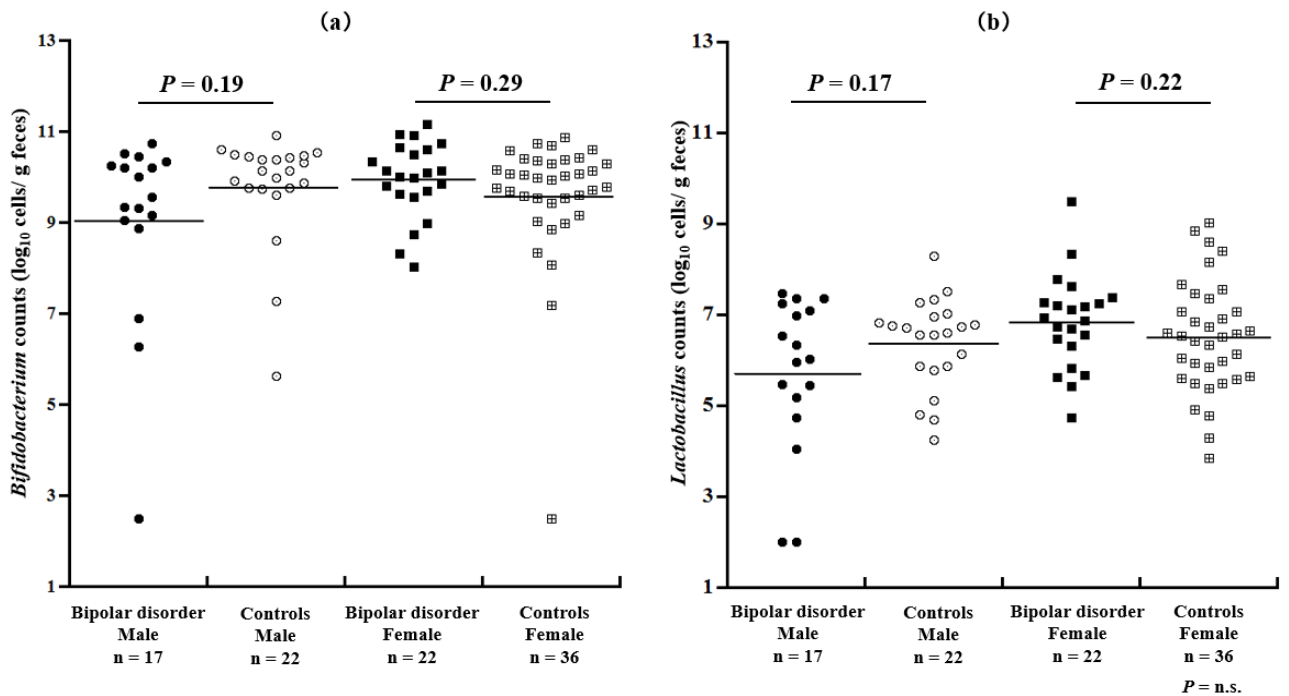 (a)
13
11
9
7
5
3
1
Bifidobacterium counts (log10 cells/ g feces)
P = 0.19
P = 0.29
Bipolar disorder
Male
n = 17
Controls
Male
n = 22
Bipolar disorder
Female
n = 22
Controls
Female
n = 36
(b)
13
11
9
7
5
3
1
Lactobacillus counts (log10 cells/ g feces)
P = 0.17
P = 0.22
Bipolar disorder
Male
n = 17
Controls
Male
n = 22
Bipolar disorder
Female
n = 22
Controls
Female
n = 36
P = n.s.